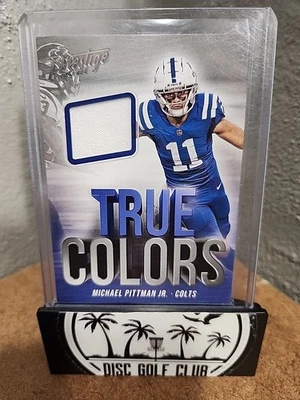 Prestige
11
TRUE
COLORS
MICHAEL PITTMAN JR. - COLTS
DISC GOLF CLUB